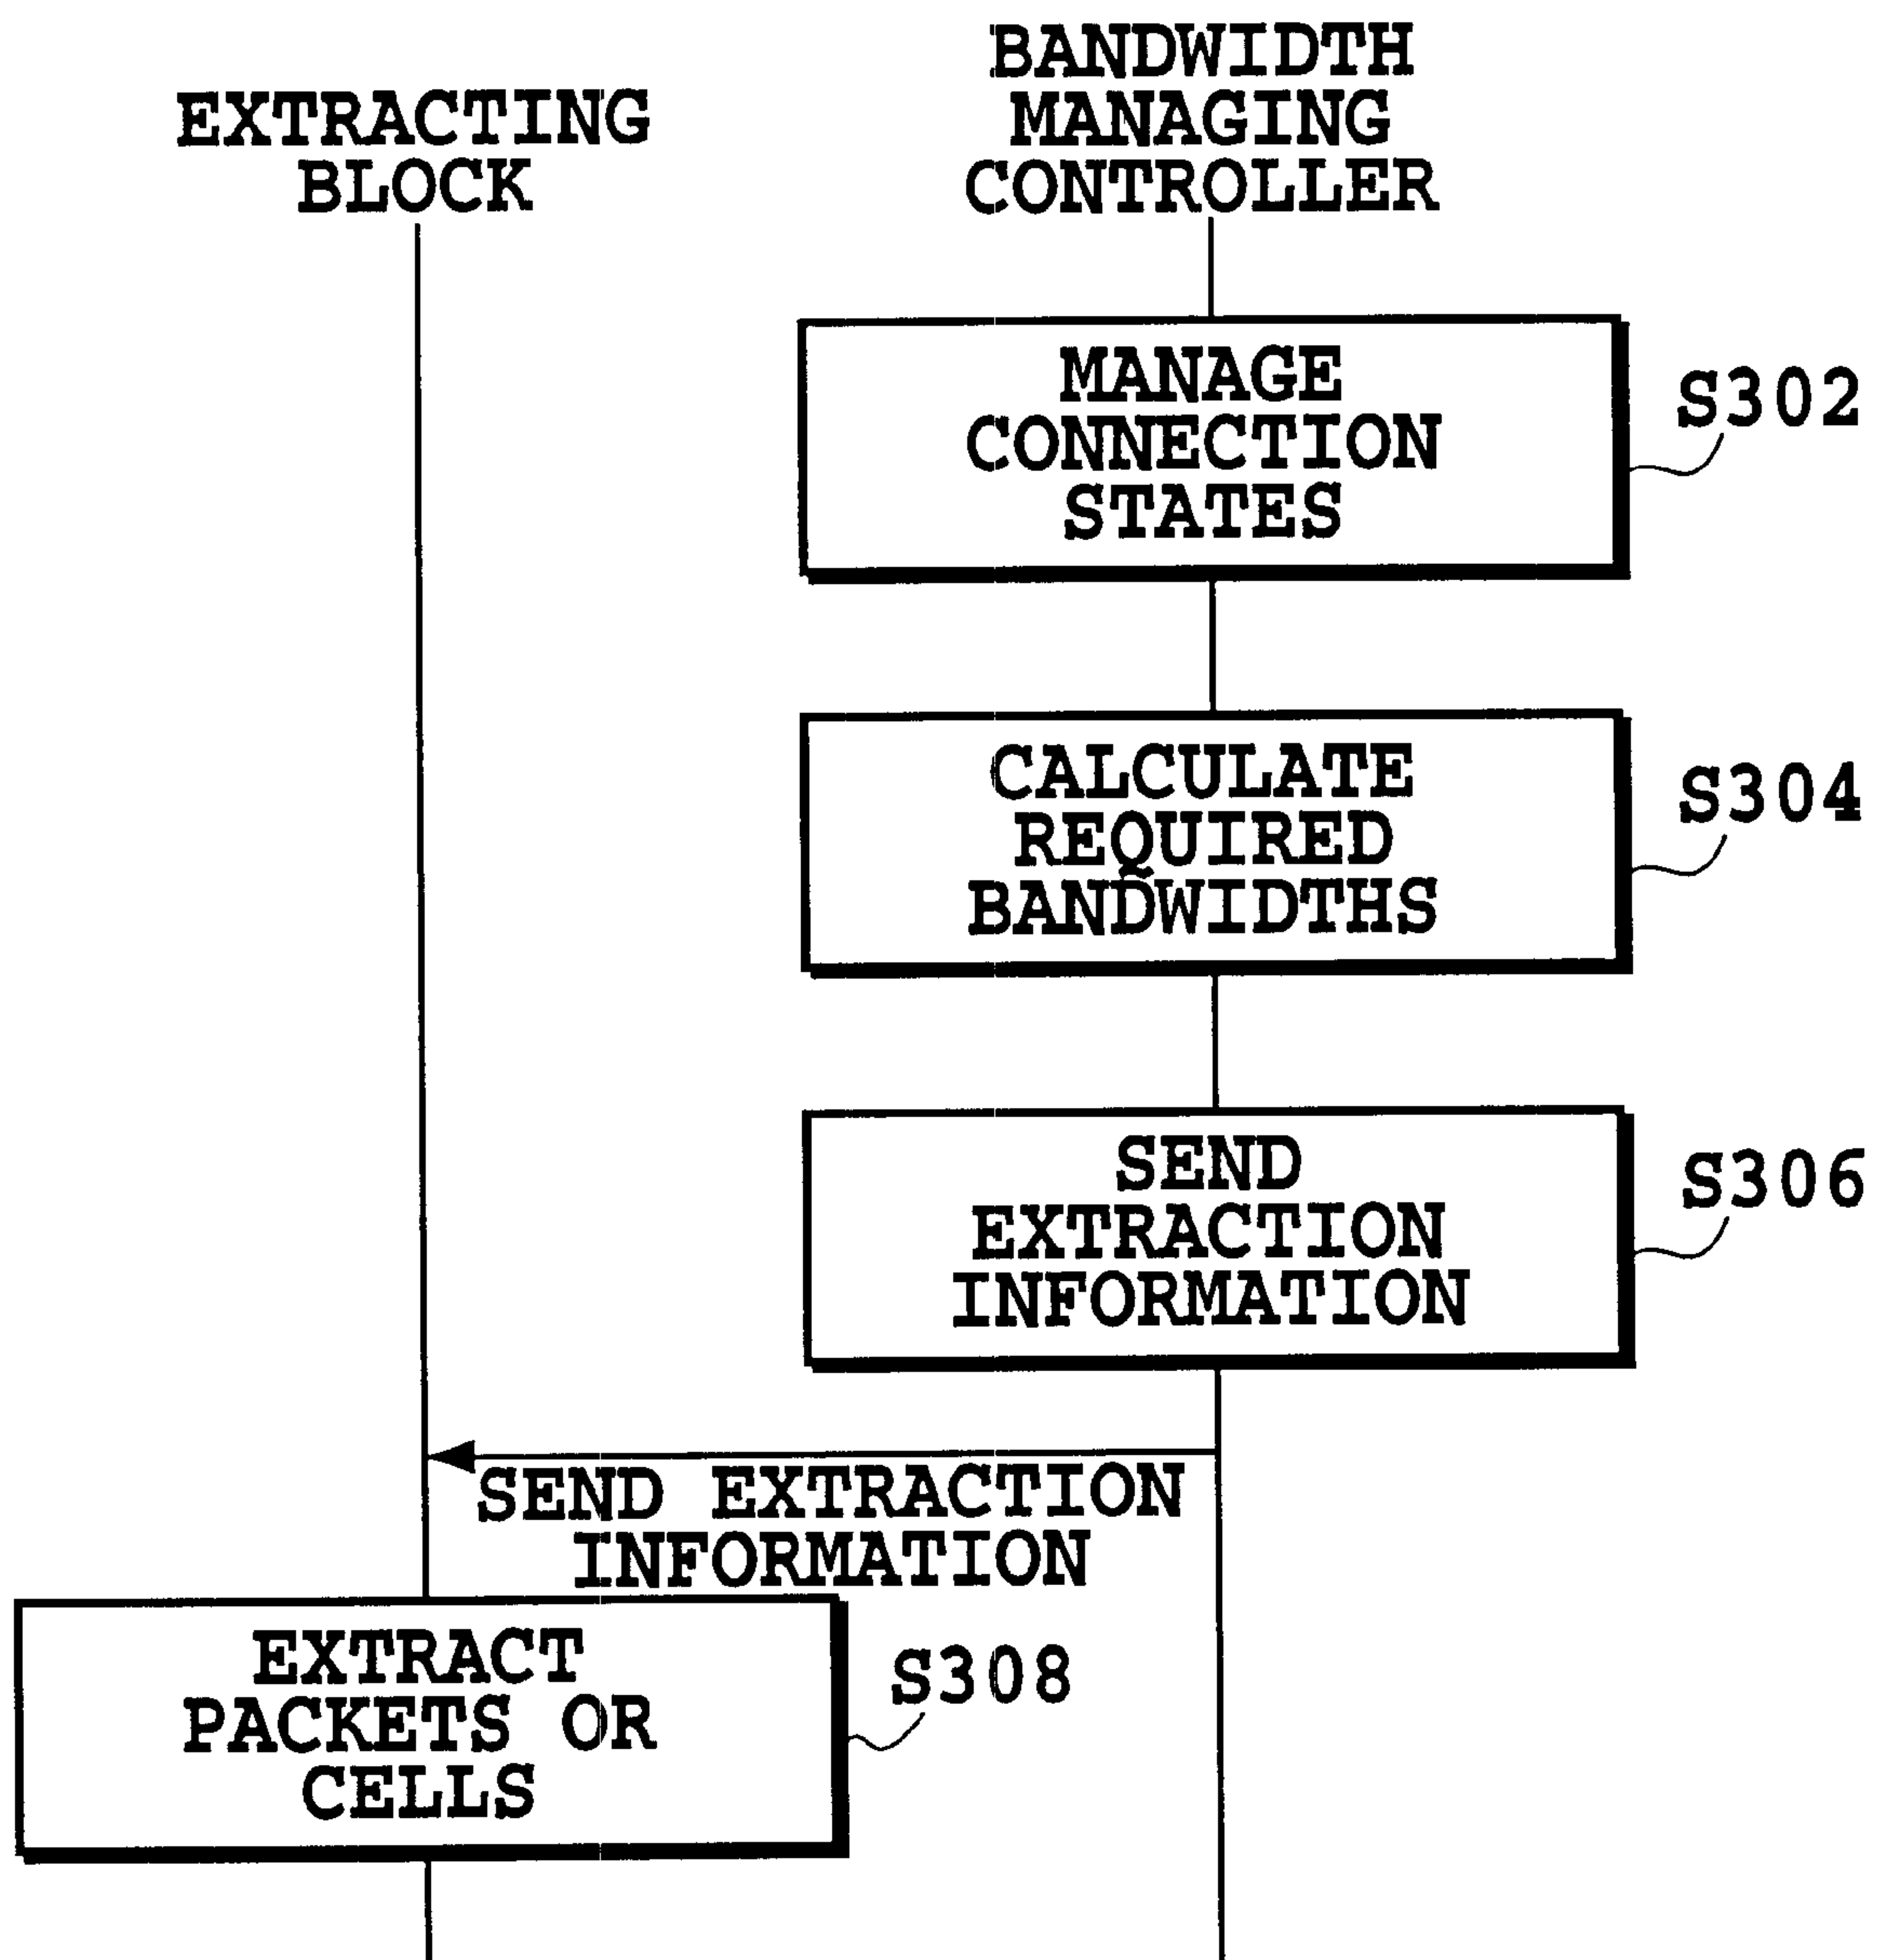 EXTRACTING
BLOCK
BANDWIDTH
MANAGING
CONTROLLER
MANAGE
CONNECTION
STATES
S302
CALCULATE
REQUIRED
BANDWIDTHS
S304
SEND
EXTRACTION
INFORMATION
S306
SEND EXTRACTION
INFORMATION
EXTRACT
PACKETS OR
CELLS
S308